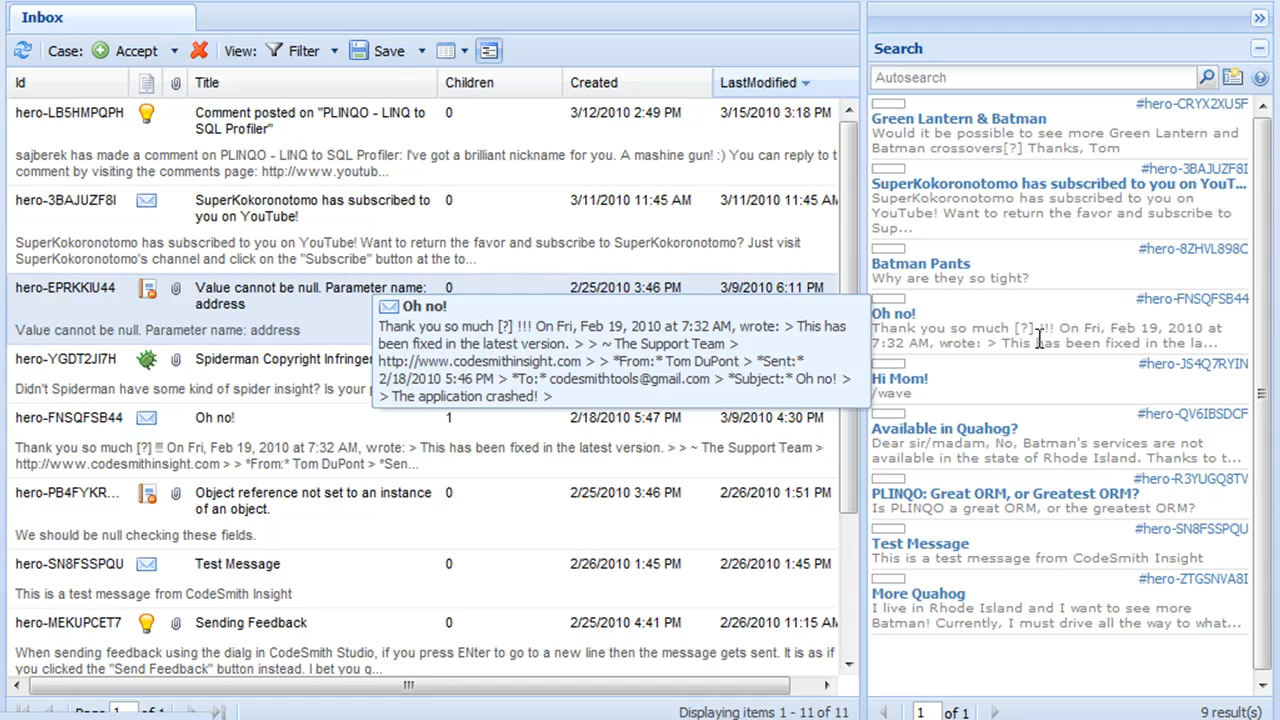 Inbox
Case: Accept View: Filter Save
Id Title Children Created LastModified
hero-LB5HMPQPH Comment posted on "PLINQO - LINQ to 0 3/12/2010 2:49 PM 3/15/2010 3:18 PM
SQL Profiler"
sajberek has made a comment on PLINQO - LINQ to SQL Profiler: I've got a brilliant nickname for you. A mashine gun! :) You can reply to t
comment by visiting the comments page: http://www.youtub...
hero-3BAJUZF8I SuperKokoronotomo has subscribed to 0 3/11/2010 11:45 AM 3/11/2010 11:45 AM
you on YouTube!
SuperKokoronotomo has subscribed to you on YouTube! Want to return the favor and subscribe to SuperKokoronotomo? Just visit
SuperKokoronotomo's channel and click on the "Subscribe" button at the to...
hero-EPRKKIU44 Value cannot be null. Parameter name: 0 2/25/2010 3:46 PM 3/9/2010 6:11 PM
address
Value cannot be null. Parameter name: address
Oh no!
Thank you so much [?] !!! On Fri, Feb 19, 2010 at 7:32 AM, wrote: > This has
been fixed in the latest version. > > ~ The Support Team >
http://www.codesmithinsight.com > > *From:* Tom DuPont > *Sent:*
2/18/2010 5:46 PM > *To:* codesmithtools@gmail.com > *Subject:* Oh no! >
> The application crashed! >
hero-YGDT2JI7H Spiderman Copyright Infringer
Didn't Spiderman have some kind of spider insight? Is your
hero-FNSQFSB44 Oh no! 1 2/18/2010 5:47 PM 3/9/2010 4:30 PM
Thank you so much [?] !!! On Fri, Feb 19, 2010 at 7:32 AM, wrote: > This has been fixed in the latest version. > > ~ The Support Team >
http://www.codesmithinsight.com > > *From:* Tom DuPont > *Sen...
hero-PB4FYKR... Object reference not set to an instance 0 2/25/2010 3:46 PM 2/26/2010 1:51 PM
of an object.
We should be null checking these fields.
hero-SN8FSSPQU Test Message 0 2/26/2010 1:45 PM 2/26/2010 1:45 PM
This is a test message from CodeSmith Insight
hero-MEKUPCET7 Sending Feedback 0 2/25/2010 4:41 PM 2/26/2010 11:15 AM
When sending feedback using the dialg in CodeSmith Studio, if you press ENter to go to a new line then the message gets sent. It is as if
you clicked the "Send Feedback" button instead. I bet you g...
Page 1 of 1 Displaying items 1 - 11 of 11
Search
Autosearch
#hero-CRYX2XU5F
Green Lantern & Batman
Would it be possible to see more Green Lantern and
Batman crossovers[?] Thanks, Tom
#hero-3BAJUZF8I
SuperKokoronotomo has subscribed to you on YouT...
SuperKokoronotomo has subscribed to you on
YouTube! Want to return the favor and subscribe to
Sup...
#hero-8ZHVL898C
Batman Pants
Why are they so tight?
#hero-FNSQFSB44
Oh no!
Thank you so much [?] !!! On Fri, Feb 19, 2010 at
7:32 AM, wrote: > This has been fixed in the la...
#hero-JS4Q7RYIN
Hi Mom!
/wave
#hero-QV6IBSDCF
Available in Quahog?
Dear sir/madam, No, Batman's services are not
available in the state of Rhode Island. Thanks to t...
#hero-R3YUGQ8TV
PLINQO: Great ORM, or Greatest ORM?
Is PLINQO a great ORM, or the greatest ORM?
#hero-SN8FSSPQU
Test Message
This is a test message from CodeSmith Insight
#hero-ZTGSNVA8I
More Quahog
I live in Rhode Island and I want to see more
Batman! Currently, I must drive all the way to what...
1 of 1 9 result(s)